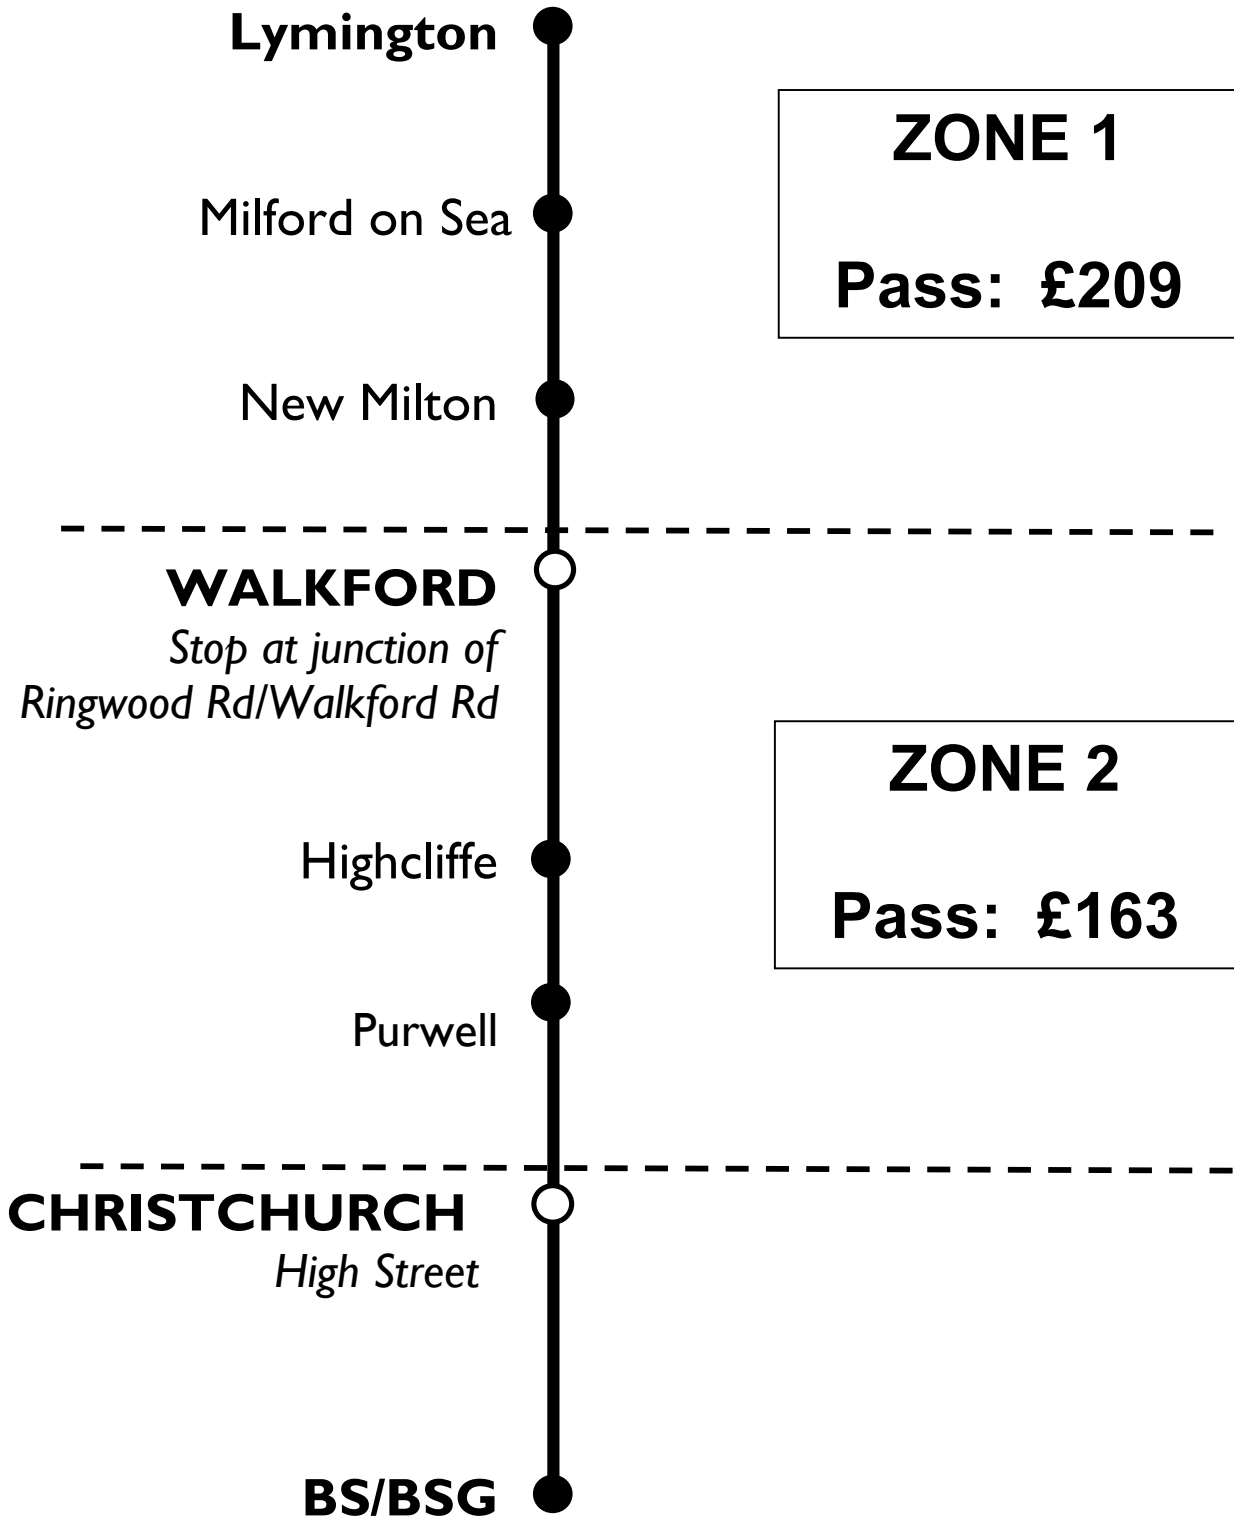 Lymington
ZONE 1
Milford on Sea
Pass: £209
New Milton
WALKFORD
Stop at junction of
Ringwood Rd/Walkford Rd
ZONE 2
Highcliffe
Pass: £163
Purwell
CHRISTCHURCH
High Street
BS/BSG